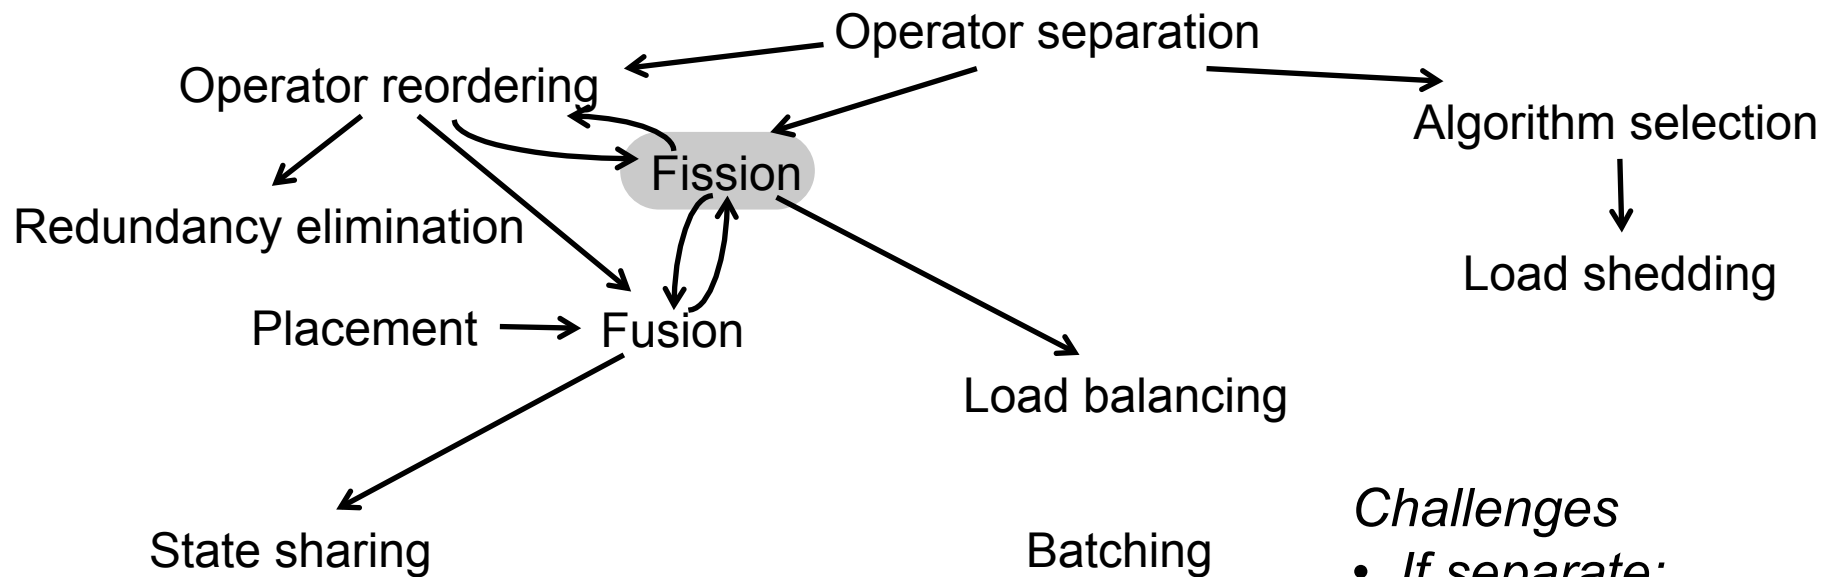 Operator separation
Operator reordering
Algorithm selection
Fission
Redundancy elimination
Load shedding
Placement
Fusion
Load balancing
Challenges
State sharing
Batching
• If separate: